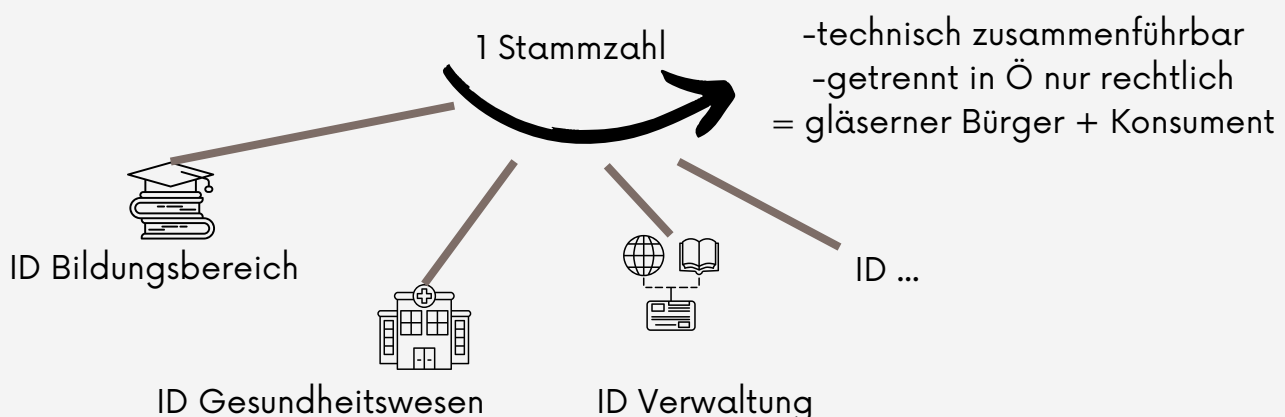 1 Stammzahl
-technisch zusammenführbar
-getrennt in Ö nur rechtlich
= gläserner Bürger + Konsument
ID Bildungsbereich
ID ...
ID Gesundheitswesen
ID Verwaltung